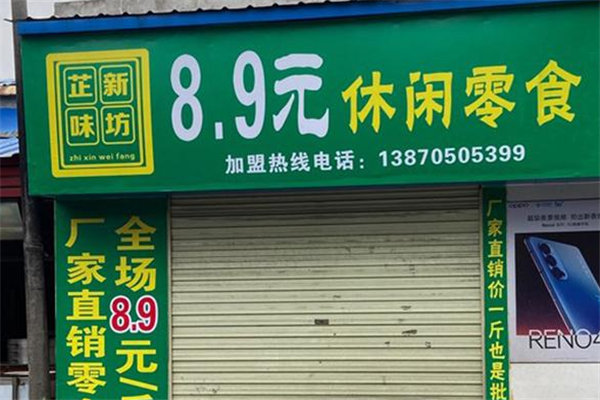 芷新
味坊
zhi xin wei fang
8.9元休闲零食
加盟热线电话：13870505399
全场8.9元/
厂家直销零
厂家直销价一斤也是批
RENO4